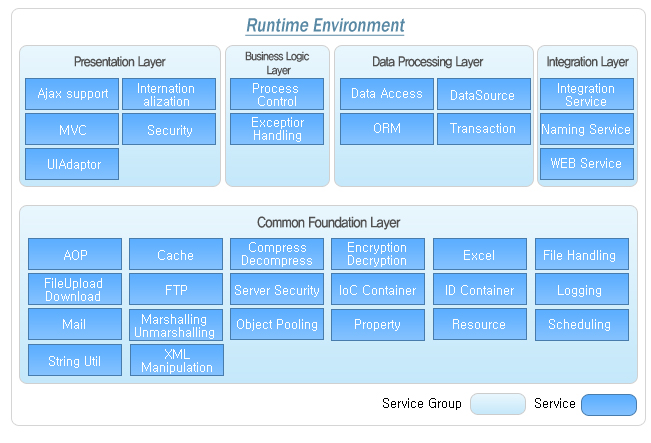 Runtime Environment
Presentation Layer
Ajax support
Internation
alization
MVC
Security
UIAdaptor
Business Logic
Layer
Process
Control
Exceptior
Handling
Data Processing Layer
Data Access
DataSource
ORM
Transaction
Integration Layer
Integration
Service
Naming Service
WEB Service
Common Foundation Layer
AOP
Cache
Compress
Decompress
Encryption
Decryption
Excel
File Handling
FileUpload
Download
FTP
Server Security
IoC Container
ID Container
Logging
Mail
Marshalling
Unmarshalling
Object Pooling
Property
Resource
Scheduling
String Util
XML
Manipulation
Service Group
Service